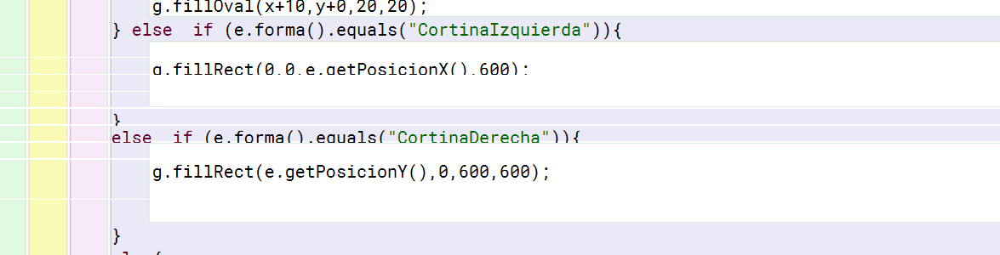 g.fillOval(x+10,y+0,20,20);
} else  if (e.forma().equals("CortinaIzquierda")){
g.fillRect(0,0,e.getPosicionX(),600);
}
else  if (e.forma().equals("CortinaDerecha")){
g.fillRect(e.getPosicionY(),0,600,600);
}